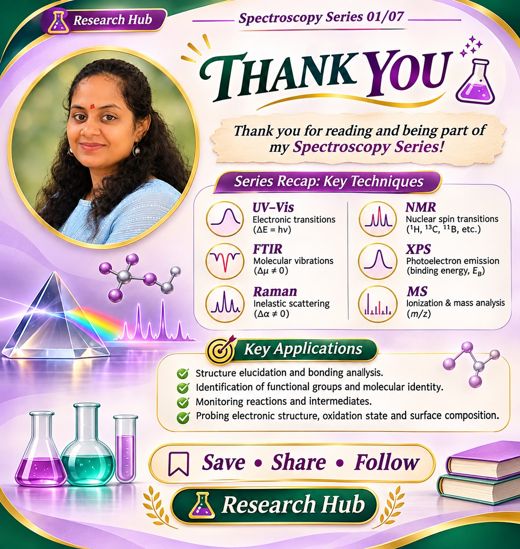 Research Hub
Spectroscopy Series 01/07
THANK YOU
Thank you for reading and being part of
my Spectroscopy Series!
Series Recap: Key Techniques
UV-Vis
Electronic transitions
(ΔE = hν)
FTIR
Molecular vibrations
(Δμ ≠ 0)
Raman
Inelastic scattering
(Δα ≠ 0)
NMR
Nuclear spin transitions
(¹H, ¹³C, ¹¹B, etc.)
XPS
Photoelectron emission
(binding energy, E_B)
MS
Ionization & mass analysis
(m/z)
Key Applications
Structure elucidation and bonding analysis.
Identification of functional groups and molecular identity.
Monitoring reactions and intermediates.
Probing electronic structure, oxidation state and surface composition.
Save • Share • Follow
Research Hub